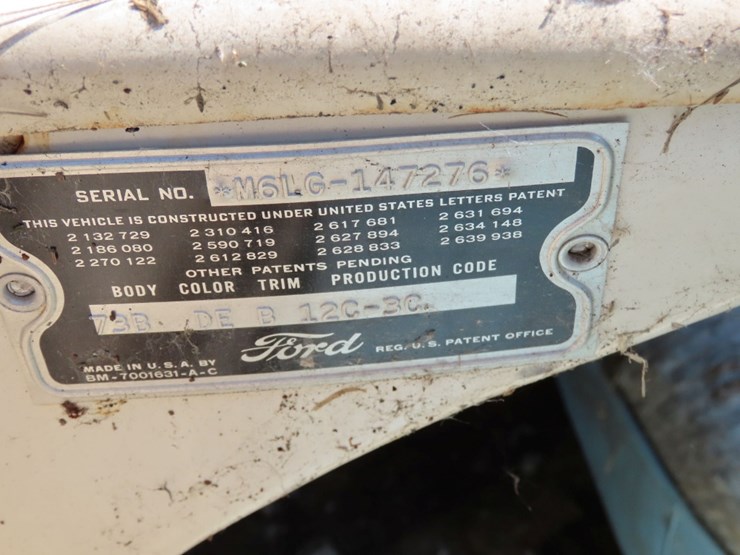 SERIAL NO. *M6LG-147276*
THIS VEHICLE IS CONSTRUCTED UNDER UNITED STATES LETTERS PATENT
2 132 729 2 310 416 2 617 681 2 631 694
2 186 080 2 590 719 2 627 894 2 634 148
2 270 122 2 612 829 2 628 833 2 639 938
OTHER PATENTS PENDING
BODY COLOR TRIM PRODUCTION CODE
73B DE B 12C-3C
MADE IN U.S.A. BY Ford REG. U.S. PATENT OFFICE
BM-7001631-A-C